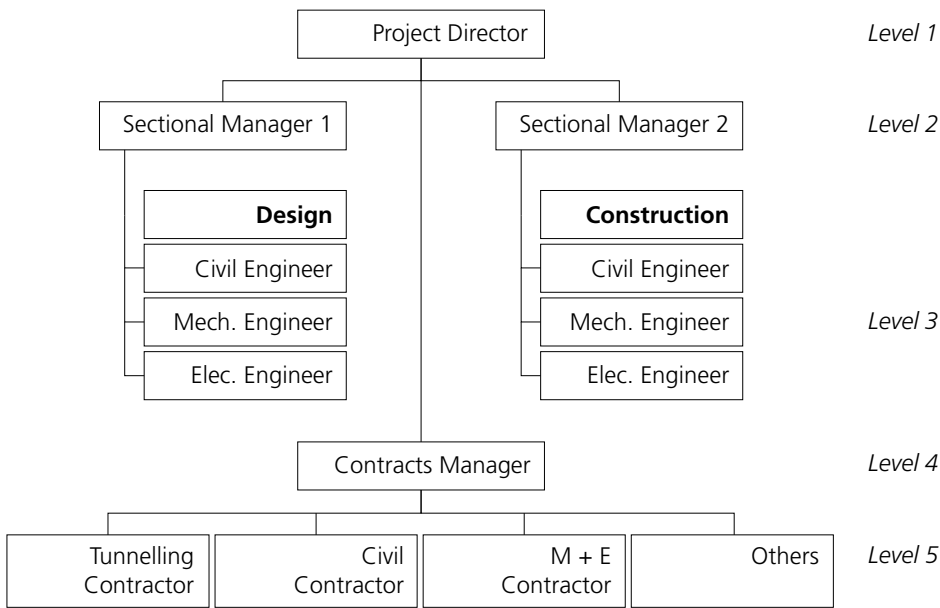 Project Director
Level 1
Sectional Manager 1
Sectional Manager 2
Level 2
Design
Construction
Civil Engineer
Civil Engineer
Mech. Engineer
Mech. Engineer
Level 3
Elec. Engineer
Elec. Engineer
Contracts Manager
Level 4
Tunnelling
Contractor
Civil
Contractor
M + E
Contractor
Others
Level 5